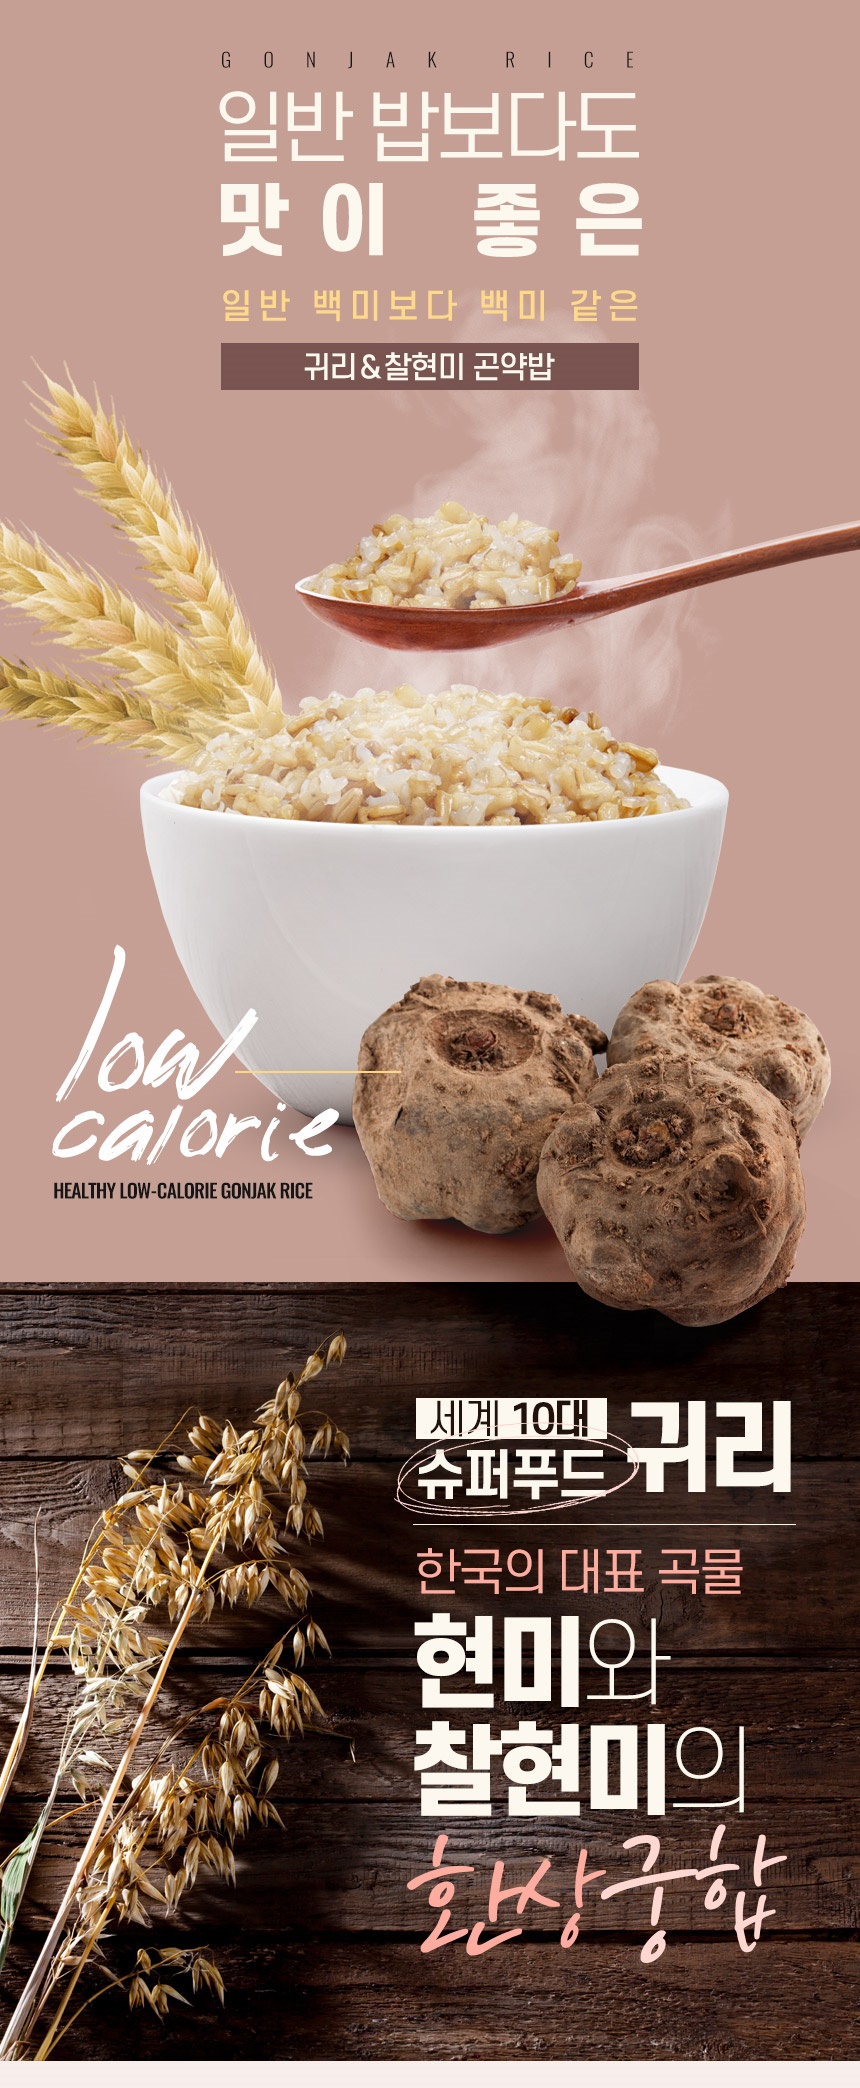 GONJAK RICE
일반 밥보다도
맛이 좋은
일반 백미보다 백미 같은
귀리&찰현미 곤약밥
low
calorie
HEALTHY LOW-CALORIE GONJAK RICE
세계 10대
슈퍼푸드 귀리
한국의 대표 곡물
현미와
찰현미의
환상궁합